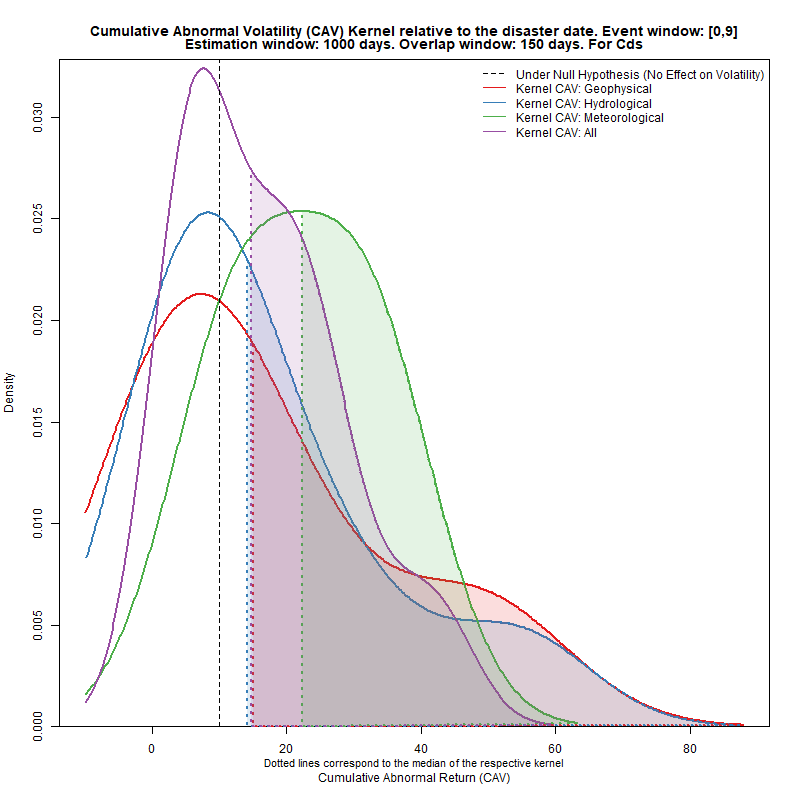 Cumulative Abnormal Volatility (CAV) Kernel relative to the disaster date. Event window: [0,9]
Estimation window: 1000 days. Overlap window: 150 days. For Cds
Under Null Hypothesis (No Effect on Volatility)
Kernel CAV: Geophysical
Kernel CAV: Hydrological
Kernel CAV: Meteorological
Kernel CAV: All
Density
0.030
0.025
0.020
0.015
0.010
0.005
0.000
0 20 40 60 80
Dotted lines correspond to the median of the respective kernel
Cumulative Abnormal Return (CAV)